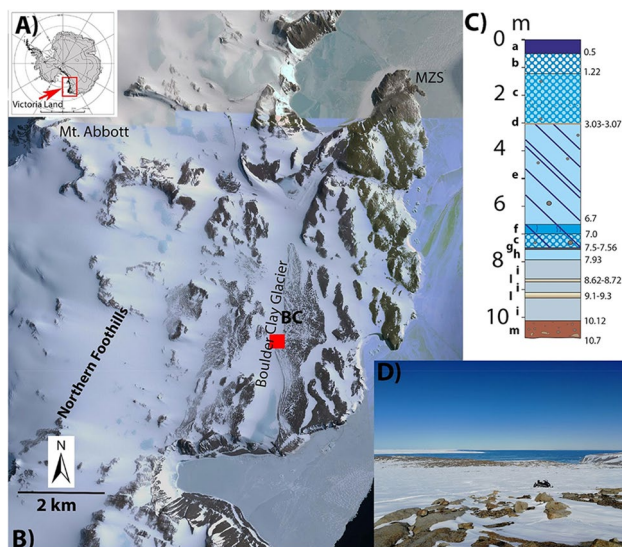 A)
Victoria Land
Mt. Abbott
MZS
Northern Foothills
Boulder Clay Glacier
BC
N
2 km
B)
C)
m
0
2
4
6
8
10
a
b
c
d
e
f
c
g
h
i
l
i
l
i
m
0.5
1.22
3.03-3.07
6.7
7.0
7.5-7.56
7.93
8.62-8.72
9.1-9.3
10.12
10.7
D)